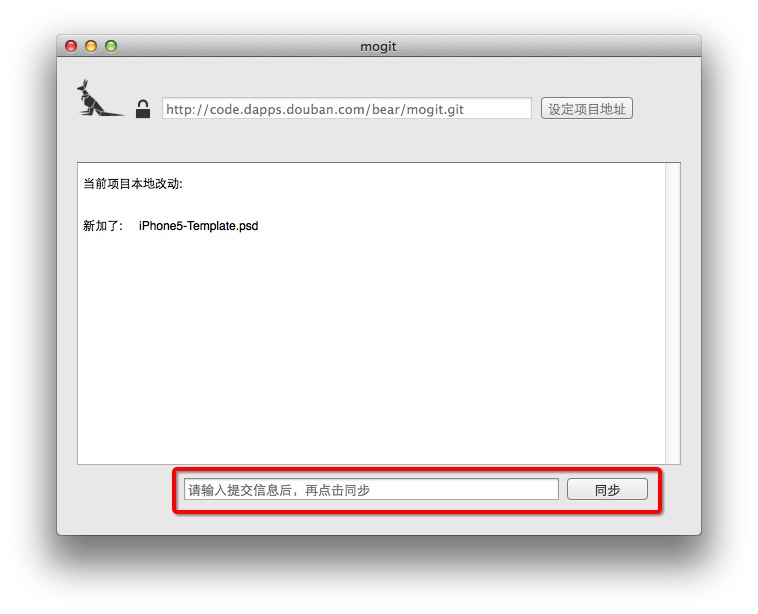 mogit
http://code.dapps.douban.com/bear/mogit.git 设定项目地址
当前项目本地改动:
新加了: iPhone5-Template.psd
请输入提交信息后，再点击同步 同步